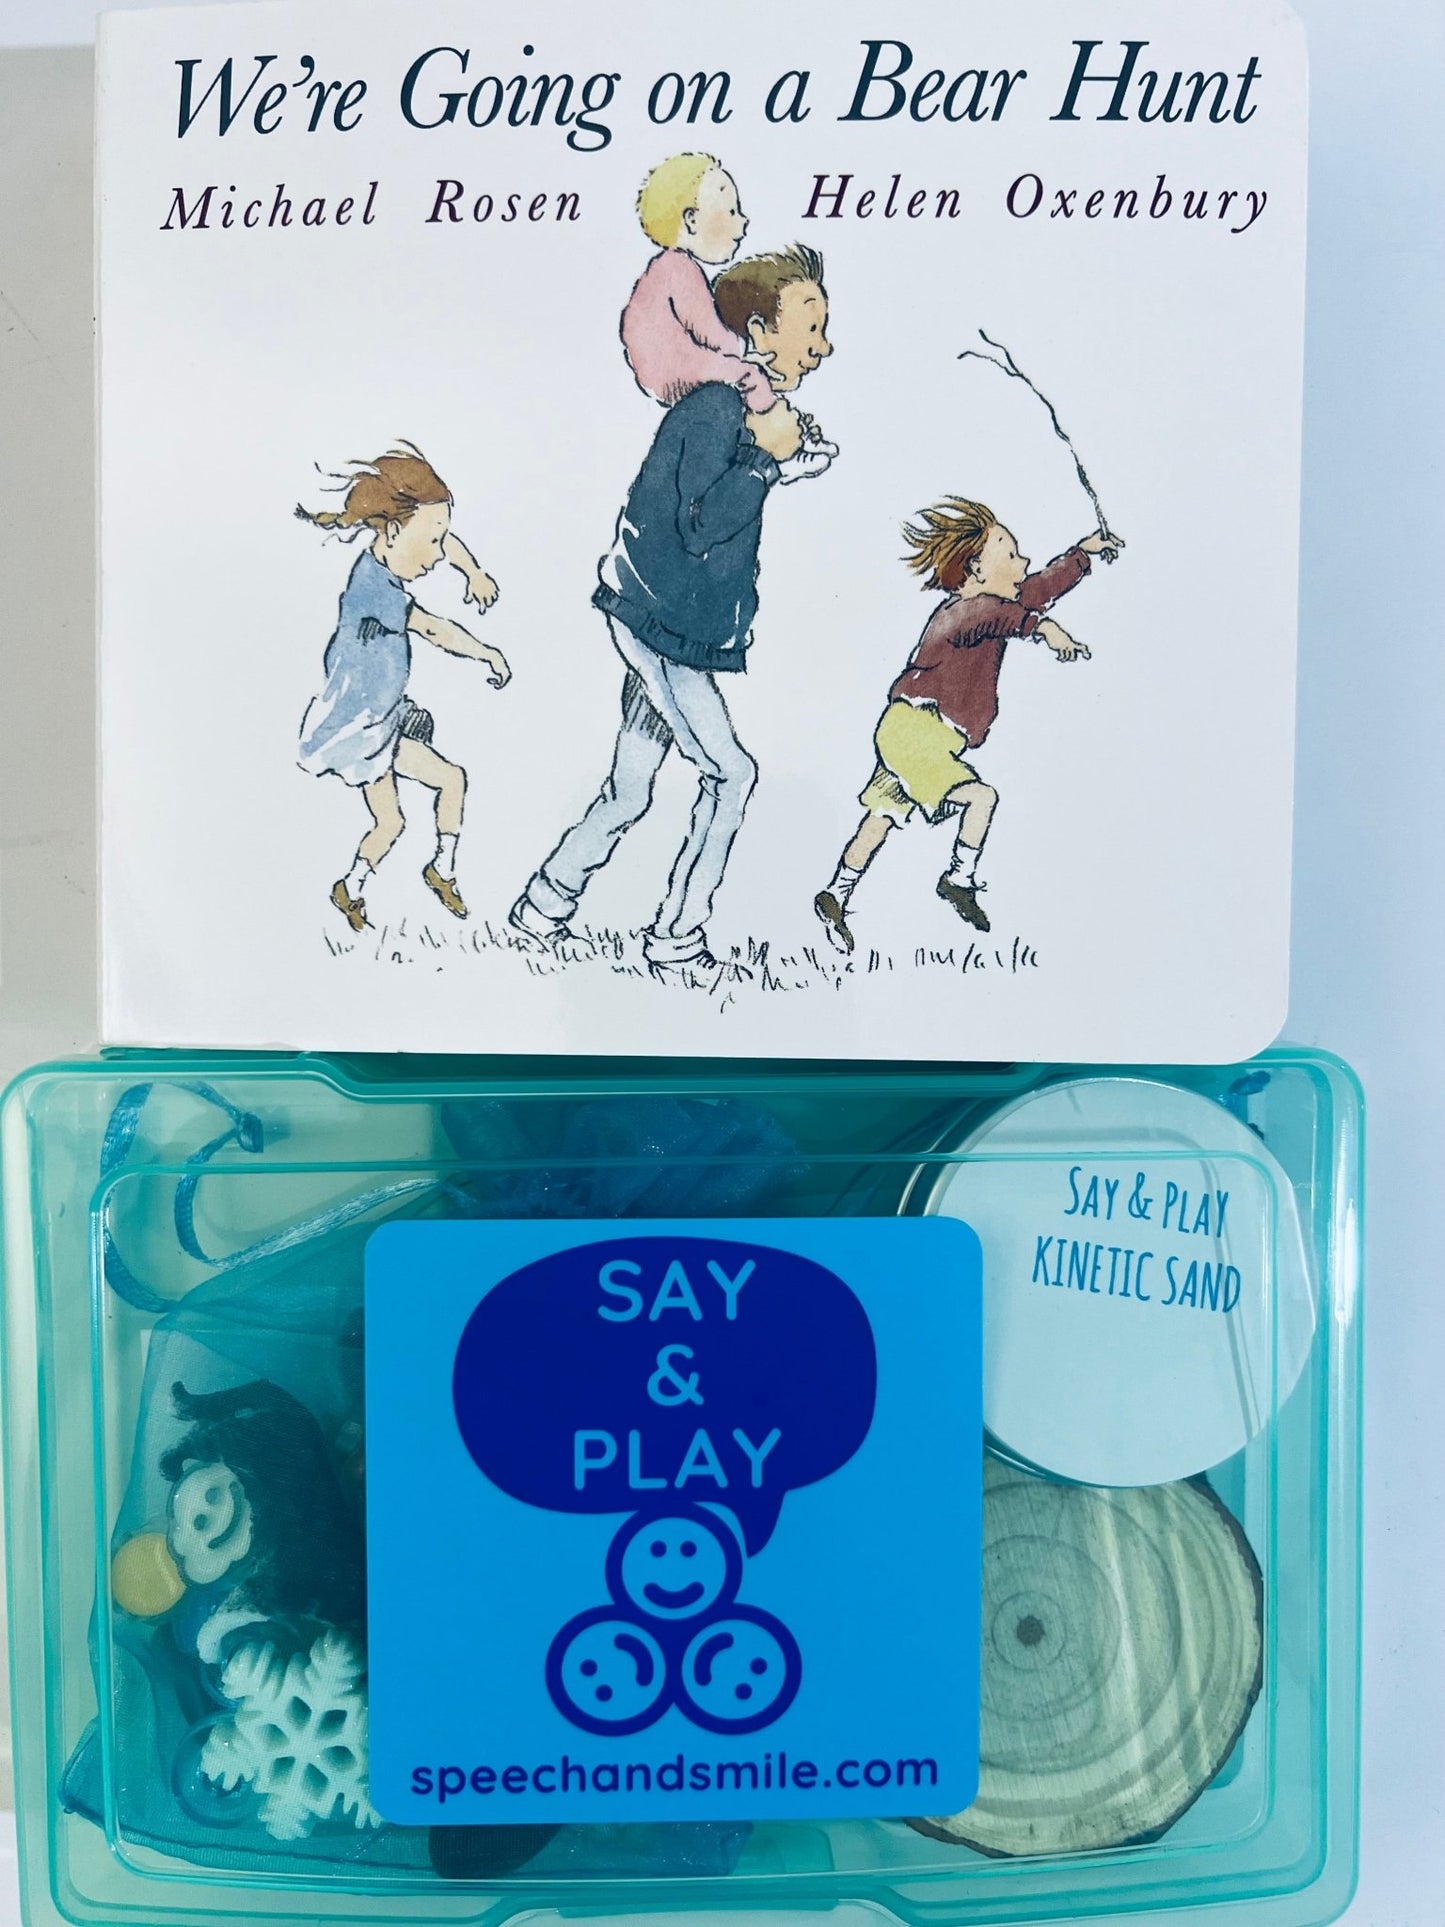 We're Going on a Bear Hunt
Michael Rosen Helen Oxenbury
SAY & PLAY
KINETIC SAND
SAY
&
PLAY
speechandsmile.com